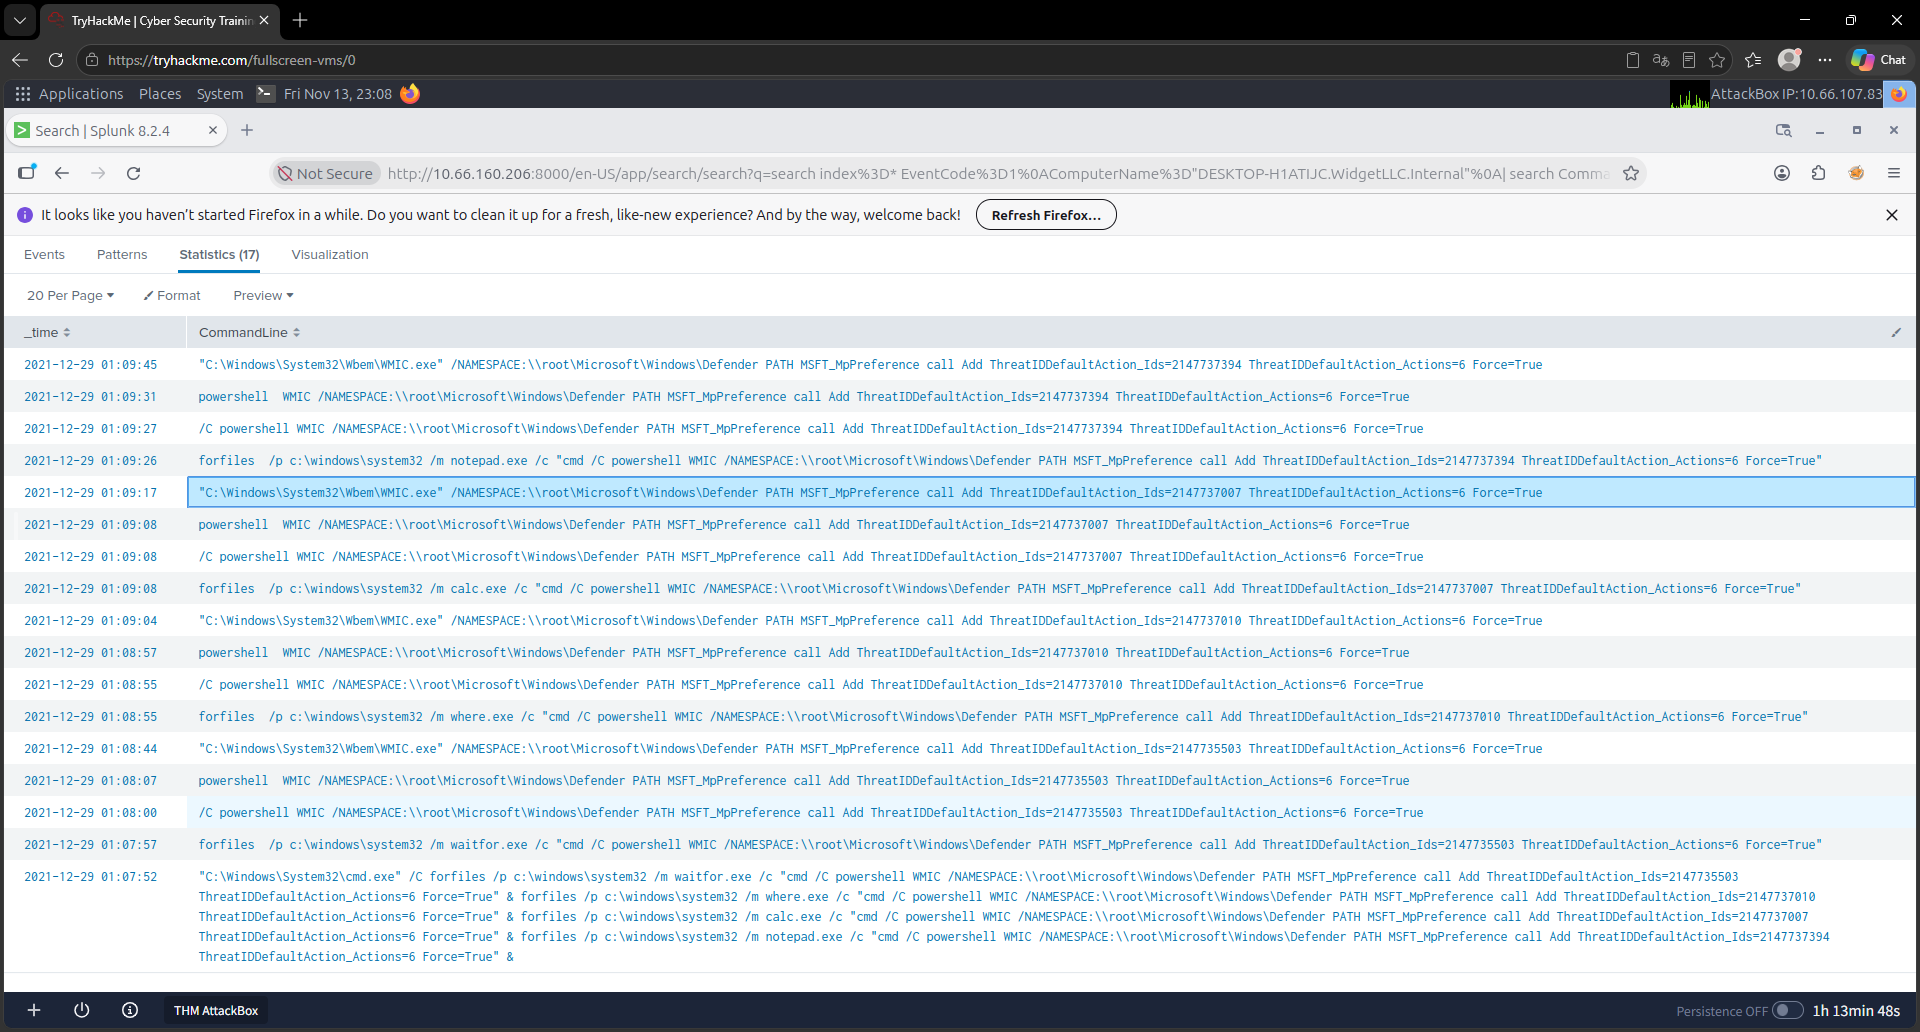 TryHackMe | Cyber Security Trainin
https://tryhackme.com/fullscreen-vms/0
Chat
Applications Places System Fri Nov 13, 23:08 AttackBox IP:10.66.107.83
Search | Splunk 8.2.4
Not Secure http://10.66.160.206:8000/en-US/app/search/search?q=search index%3D* EventCode%3D1%0AComputerName%3D"DESKTOP-H1ATIJC.WidgetLLC.Internal"%0A| search Comma
It looks like you haven't started Firefox in a while. Do you want to clean it up for a fresh, like-new experience? And by the way, welcome back! Refresh Firefox...
Events Patterns Statistics (17) Visualization
20 Per Page Format Preview
_time CommandLine
2021-12-29 01:09:45 "C:\Windows\System32\Wbem\WMIC.exe" /NAMESPACE:\\root\Microsoft\Windows\Defender PATH MSFT_MpPreference call Add ThreatIDDefaultAction_Ids=2147737394 ThreatIDDefaultAction_Actions=6 Force=True
2021-12-29 01:09:31 powershell  WMIC /NAMESPACE:\\root\Microsoft\Windows\Defender PATH MSFT_MpPreference call Add ThreatIDDefaultAction_Ids=2147737394 ThreatIDDefaultAction_Actions=6 Force=True
2021-12-29 01:09:27 /C powershell WMIC /NAMESPACE:\\root\Microsoft\Windows\Defender PATH MSFT_MpPreference call Add ThreatIDDefaultAction_Ids=2147737394 ThreatIDDefaultAction_Actions=6 Force=True
2021-12-29 01:09:26 forfiles  /p c:\windows\system32 /m notepad.exe /c "cmd /C powershell WMIC /NAMESPACE:\\root\Microsoft\Windows\Defender PATH MSFT_MpPreference call Add ThreatIDDefaultAction_Ids=2147737394 ThreatIDDefaultAction_Actions=6 Force=True"
2021-12-29 01:09:17 "C:\Windows\System32\Wbem\WMIC.exe" /NAMESPACE:\\root\Microsoft\Windows\Defender PATH MSFT_MpPreference call Add ThreatIDDefaultAction_Ids=2147737007 ThreatIDDefaultAction_Actions=6 Force=True
2021-12-29 01:09:08 powershell  WMIC /NAMESPACE:\\root\Microsoft\Windows\Defender PATH MSFT_MpPreference call Add ThreatIDDefaultAction_Ids=2147737007 ThreatIDDefaultAction_Actions=6 Force=True
2021-12-29 01:09:08 /C powershell WMIC /NAMESPACE:\\root\Microsoft\Windows\Defender PATH MSFT_MpPreference call Add ThreatIDDefaultAction_Ids=2147737007 ThreatIDDefaultAction_Actions=6 Force=True
2021-12-29 01:09:08 forfiles  /p c:\windows\system32 /m calc.exe /c "cmd /C powershell WMIC /NAMESPACE:\\root\Microsoft\Windows\Defender PATH MSFT_MpPreference call Add ThreatIDDefaultAction_Ids=2147737007 ThreatIDDefaultAction_Actions=6 Force=True"
2021-12-29 01:09:04 "C:\Windows\System32\Wbem\WMIC.exe" /NAMESPACE:\\root\Microsoft\Windows\Defender PATH MSFT_MpPreference call Add ThreatIDDefaultAction_Ids=2147737010 ThreatIDDefaultAction_Actions=6 Force=True
2021-12-29 01:08:57 powershell  WMIC /NAMESPACE:\\root\Microsoft\Windows\Defender PATH MSFT_MpPreference call Add ThreatIDDefaultAction_Ids=2147737010 ThreatIDDefaultAction_Actions=6 Force=True
2021-12-29 01:08:55 /C powershell WMIC /NAMESPACE:\\root\Microsoft\Windows\Defender PATH MSFT_MpPreference call Add ThreatIDDefaultAction_Ids=2147737010 ThreatIDDefaultAction_Actions=6 Force=True
2021-12-29 01:08:55 forfiles  /p c:\windows\system32 /m where.exe /c "cmd /C powershell WMIC /NAMESPACE:\\root\Microsoft\Windows\Defender PATH MSFT_MpPreference call Add ThreatIDDefaultAction_Ids=2147737010 ThreatIDDefaultAction_Actions=6 Force=True"
2021-12-29 01:08:44 "C:\Windows\System32\Wbem\WMIC.exe" /NAMESPACE:\\root\Microsoft\Windows\Defender PATH MSFT_MpPreference call Add ThreatIDDefaultAction_Ids=2147735503 ThreatIDDefaultAction_Actions=6 Force=True
2021-12-29 01:08:07 powershell  WMIC /NAMESPACE:\\root\Microsoft\Windows\Defender PATH MSFT_MpPreference call Add ThreatIDDefaultAction_Ids=2147735503 ThreatIDDefaultAction_Actions=6 Force=True
2021-12-29 01:08:00 /C powershell WMIC /NAMESPACE:\\root\Microsoft\Windows\Defender PATH MSFT_MpPreference call Add ThreatIDDefaultAction_Ids=2147735503 ThreatIDDefaultAction_Actions=6 Force=True
2021-12-29 01:07:57 forfiles  /p c:\windows\system32 /m waitfor.exe /c "cmd /C powershell WMIC /NAMESPACE:\\root\Microsoft\Windows\Defender PATH MSFT_MpPreference call Add ThreatIDDefaultAction_Ids=2147735503 ThreatIDDefaultAction_Actions=6 Force=True"
2021-12-29 01:07:52 "C:\Windows\System32\cmd.exe" /C forfiles /p c:\windows\system32 /m waitfor.exe /c "cmd /C powershell WMIC /NAMESPACE:\\root\Microsoft\Windows\Defender PATH MSFT_MpPreference call Add ThreatIDDefaultAction_Ids=2147735503
ThreatIDDefaultAction_Actions=6 Force=True" & forfiles /p c:\windows\system32 /m where.exe /c "cmd /C powershell WMIC /NAMESPACE:\\root\Microsoft\Windows\Defender PATH MSFT_MpPreference call Add ThreatIDDefaultAction_Ids=2147737010
ThreatIDDefaultAction_Actions=6 Force=True" & forfiles /p c:\windows\system32 /m calc.exe /c "cmd /C powershell WMIC /NAMESPACE:\\root\Microsoft\Windows\Defender PATH MSFT_MpPreference call Add ThreatIDDefaultAction_Ids=2147737007
ThreatIDDefaultAction_Actions=6 Force=True" & forfiles /p c:\windows\system32 /m notepad.exe /c "cmd /C powershell WMIC /NAMESPACE:\\root\Microsoft\Windows\Defender PATH MSFT_MpPreference call Add ThreatIDDefaultAction_Ids=2147737394
ThreatIDDefaultAction_Actions=6 Force=True" &
THM AttackBox Persistence OFF 1h 13min 48s